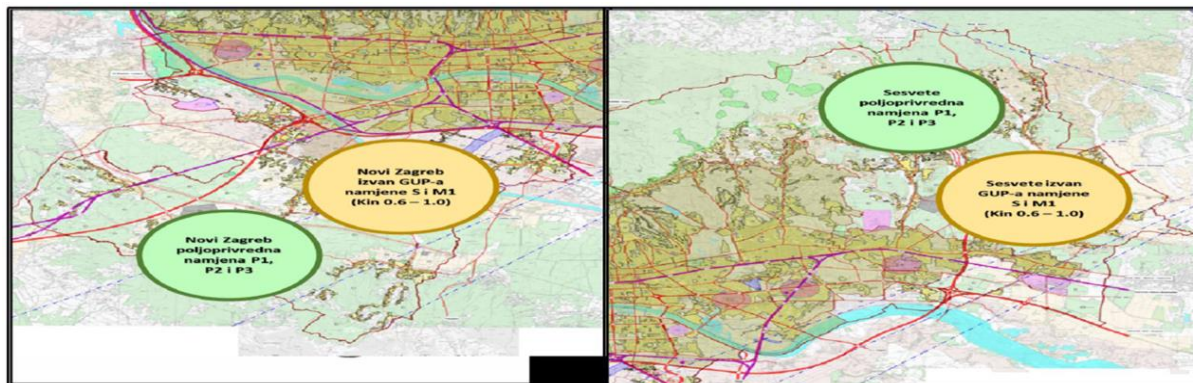 Novi Zagreb
izvan GUP-a
namjene S i M1
(Kin 0.6 – 1.0)
Novi Zagreb
poljoprivredna
namjena P1,
P2 i P3
Sesvete
poljoprivredna
namjena P1,
P2 i P3
Sesvete izvan
GUP-a namjene
S i M1
(Kin 0.6 – 1.0)